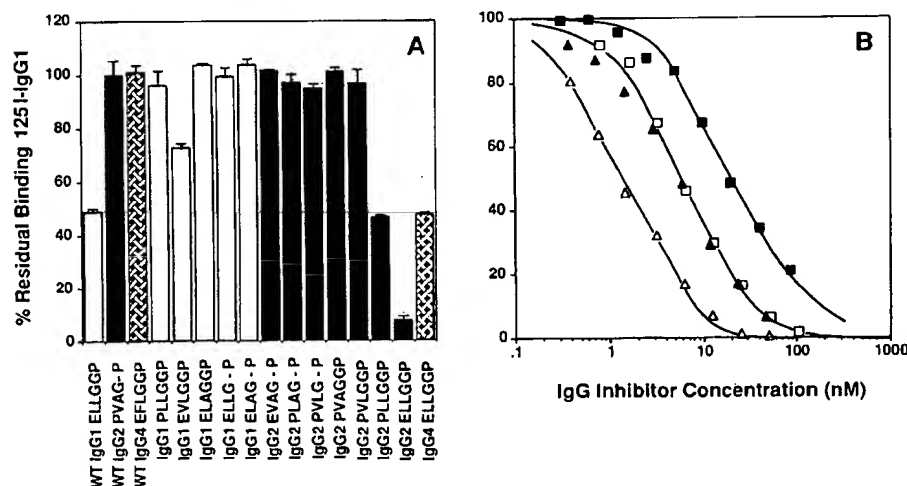 % Residual Binding 125I-IgG1
120
100
80
60
40
20
0
A
WT IgG1 ELLGGP
WT IgG2 PVAG- P
WT IgG4 EFLGGP
IgG1 PLLGGP
IgG1 EVLGGP
IgG1 ELAGGP
IgG1 ELLG - P
IgG1 ELAG - P
IgG2 EVAG - P
IgG2 PLAG - P
IgG2 PVLG - P
IgG2 PVAGGP
IgG2 PVLGGP
IgG2 PLLGGP
IgG2 ELLGGP
IgG4 ELLGGP
B
100
80
60
40
20
0
.1
1
10
100
1000
IgG Inhibitor Concentration (nM)